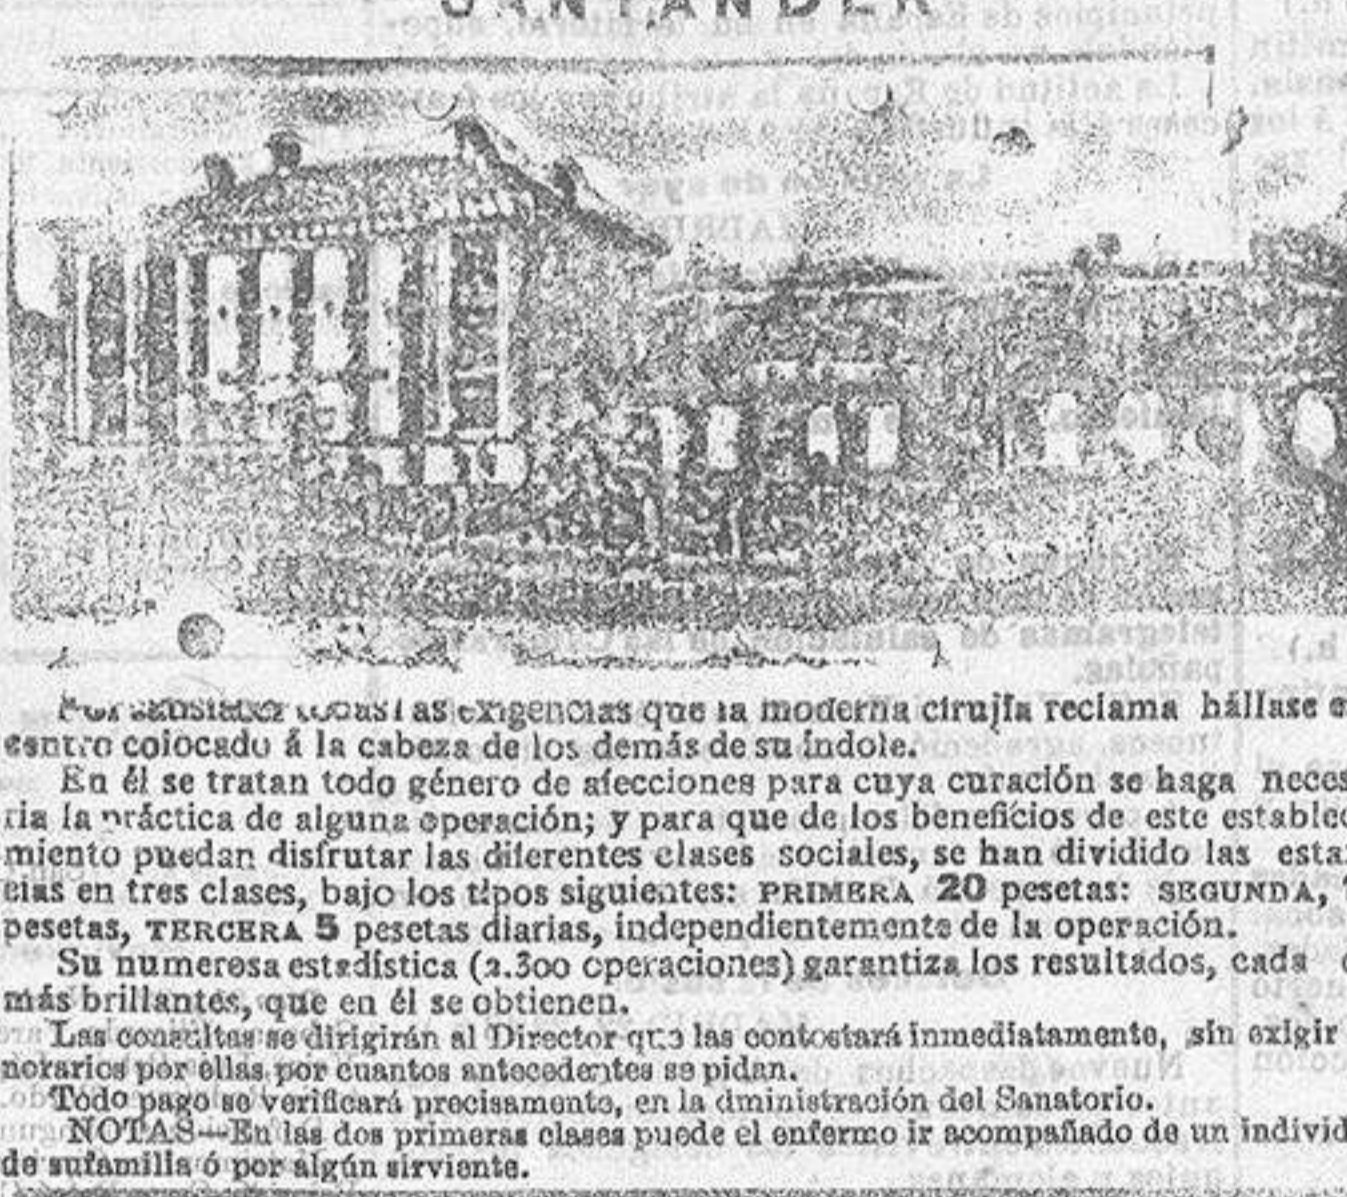 SANTANDER
exigencias que la moderna cirujía reclama hállase
centro colocado á la cabeza de los demás de su índole.
En él se tratan todo género de afecciones para cuya curación se haga neces
ria la práctica de alguna operación; y para que de los beneficios de este estable
miento puedan disfrutar las diferentes clases sociales, se han dividido las esta
cias en tres clases, bajo los tipos siguientes: PRIMERA 20 pesetas: SEGUNDA,
pesetas, TERCERA 5 pesetas diarias, independientemente de la operación.
Su numerosa estadística (2.300 operaciones) garantiza los resultados, cada
más brillantes, que en él se obtienen.
Las consultas se dirigirán al Director que las contestará inmediatamente, sin exigir
norarios por ellas por cuantos antecedentes se pidan.
Todo pago se verificará precisamente, en la dministración del Sanatorio.
NOTAS—En las dos primeras clases puede el enfermo ir acompañado de un individ
de sufamilia ó por algún sirviente.